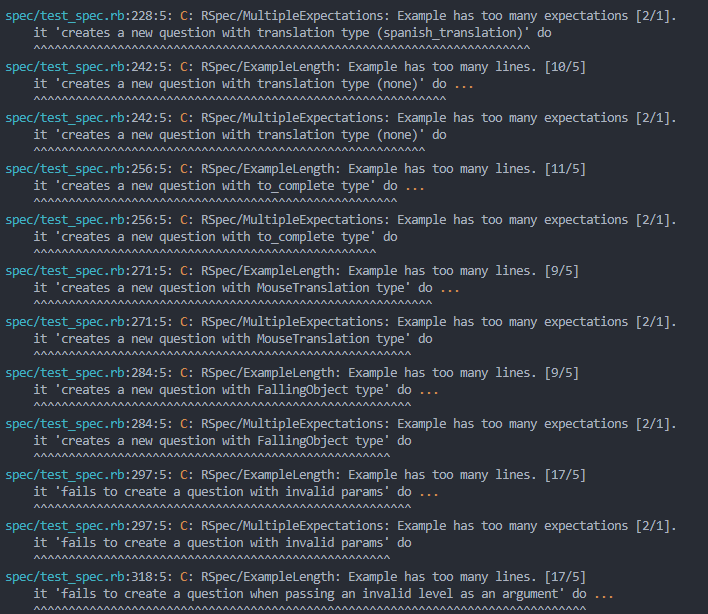 spec/test_spec.rb:228:5: C: RSpec/MultipleExpectations: Example has too many expectations [2/1].
    it 'creates a new question with translation type (spanish_translation)' do
    ^^^^^^^^^^^^^^^^^^^^^^^^^^^^^^^^^^^^^^^^^^^^^^^^^^^^^^^^^^^^^^^^^^^^^^^^^^
spec/test_spec.rb:242:5: C: RSpec/ExampleLength: Example has too many lines. [10/5]
    it 'creates a new question with translation type (none)' do ...
    ^^^^^^^^^^^^^^^^^^^^^^^^^^^^^^^^^^^^^^^^^^^^^^^^^^^^^^^^^^^
spec/test_spec.rb:242:5: C: RSpec/MultipleExpectations: Example has too many expectations [2/1].
    it 'creates a new question with translation type (none)' do
    ^^^^^^^^^^^^^^^^^^^^^^^^^^^^^^^^^^^^^^^^^^^^^^^^^^^^^^^^
spec/test_spec.rb:256:5: C: RSpec/ExampleLength: Example has too many lines. [11/5]
    it 'creates a new question with to_complete type' do ...
    ^^^^^^^^^^^^^^^^^^^^^^^^^^^^^^^^^^^^^^^^^^^^^^^^^^^^
spec/test_spec.rb:256:5: C: RSpec/MultipleExpectations: Example has too many expectations [2/1].
    it 'creates a new question with to_complete type' do
    ^^^^^^^^^^^^^^^^^^^^^^^^^^^^^^^^^^^^^^^^^^^^^^^^^
spec/test_spec.rb:271:5: C: RSpec/ExampleLength: Example has too many lines. [9/5]
    it 'creates a new question with MouseTranslation type' do ...
    ^^^^^^^^^^^^^^^^^^^^^^^^^^^^^^^^^^^^^^^^^^^^^^^^^^^^^^^^^
spec/test_spec.rb:271:5: C: RSpec/MultipleExpectations: Example has too many expectations [2/1].
    it 'creates a new question with MouseTranslation type' do
    ^^^^^^^^^^^^^^^^^^^^^^^^^^^^^^^^^^^^^^^^^^^^^^^^^^^^^^
spec/test_spec.rb:284:5: C: RSpec/ExampleLength: Example has too many lines. [9/5]
    it 'creates a new question with FallingObject type' do ...
    ^^^^^^^^^^^^^^^^^^^^^^^^^^^^^^^^^^^^^^^^^^^^^^^^^^^^^^
spec/test_spec.rb:284:5: C: RSpec/MultipleExpectations: Example has too many expectations [2/1].
    it 'creates a new question with FallingObject type' do
    ^^^^^^^^^^^^^^^^^^^^^^^^^^^^^^^^^^^^^^^^^^^^^^^^^^^
spec/test_spec.rb:297:5: C: RSpec/ExampleLength: Example has too many lines. [17/5]
    it 'fails to create a question with invalid params' do ...
    ^^^^^^^^^^^^^^^^^^^^^^^^^^^^^^^^^^^^^^^^^^^^^^^^^^^^^^
spec/test_spec.rb:297:5: C: RSpec/MultipleExpectations: Example has too many expectations [2/1].
    it 'fails to create a question with invalid params' do
    ^^^^^^^^^^^^^^^^^^^^^^^^^^^^^^^^^^^^^^^^^^^^^^^^^^^
spec/test_spec.rb:318:5: C: RSpec/ExampleLength: Example has too many lines. [17/5]
    it 'fails to create a question when passing an invalid level as an argument' do ...
    ^^^^^^^^^^^^^^^^^^^^^^^^^^^^^^^^^^^^^^^^^^^^^^^^^^^^^^^^^^^^^^^^^^^^^^^^^^^^^^^